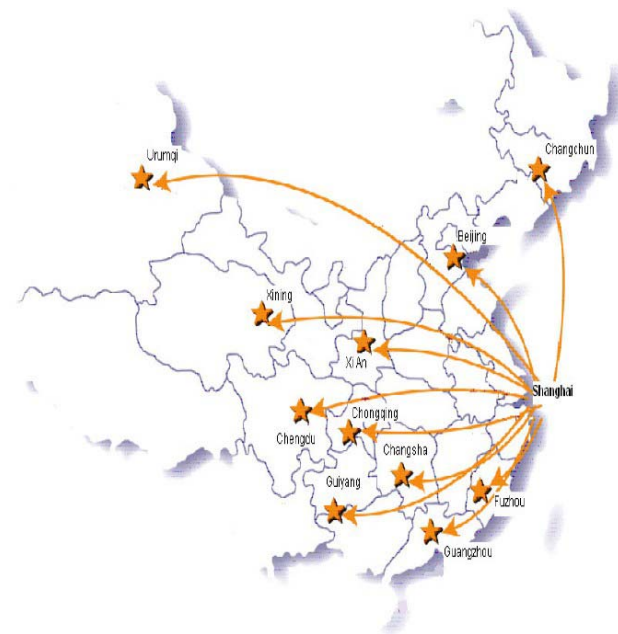 Changchun
Urumqi
Beijing
Xining
Xi An
Shanghai
Chongqing
Chengdu
Changsha
Guiyang
Fuzhou
Guangzhou